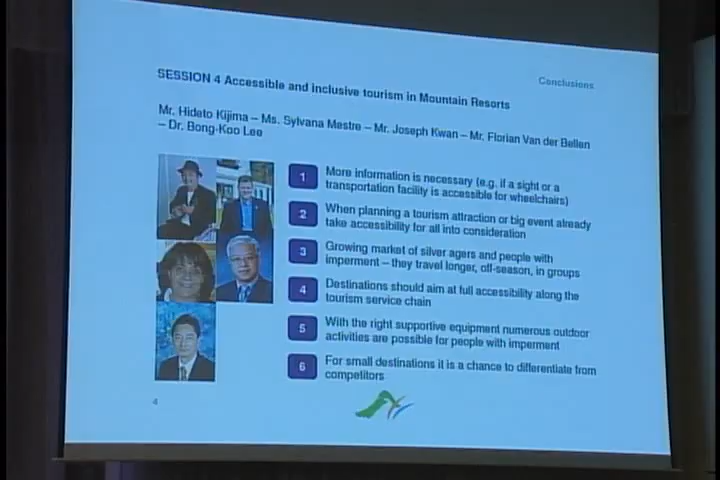 Conclusions
SESSION 4 Accessible and inclusive tourism in Mountain Resorts
Mr. Hideto Kijima – Ms. Sylvana Mestre – Mr. Joseph Kwan – Mr. Florian Van der Bellen
– Dr. Bong-Koo Lee
1 More information is necessary (e.g. if a sight or a
transportation facility is accessible for wheelchairs)
2 When planning a tourism attraction or big event already
take accessibility for all into consideration
3 Growing market of silver agers and people with
imperment – they travel longer, off-season, in groups
4 Destinations should aim at full accessibility along the
tourism service chain
5 With the right supportive equipment numerous outdoor
activities are possible for people with imperment
6 For small destinations it is a chance to differentiate from
competitors
4